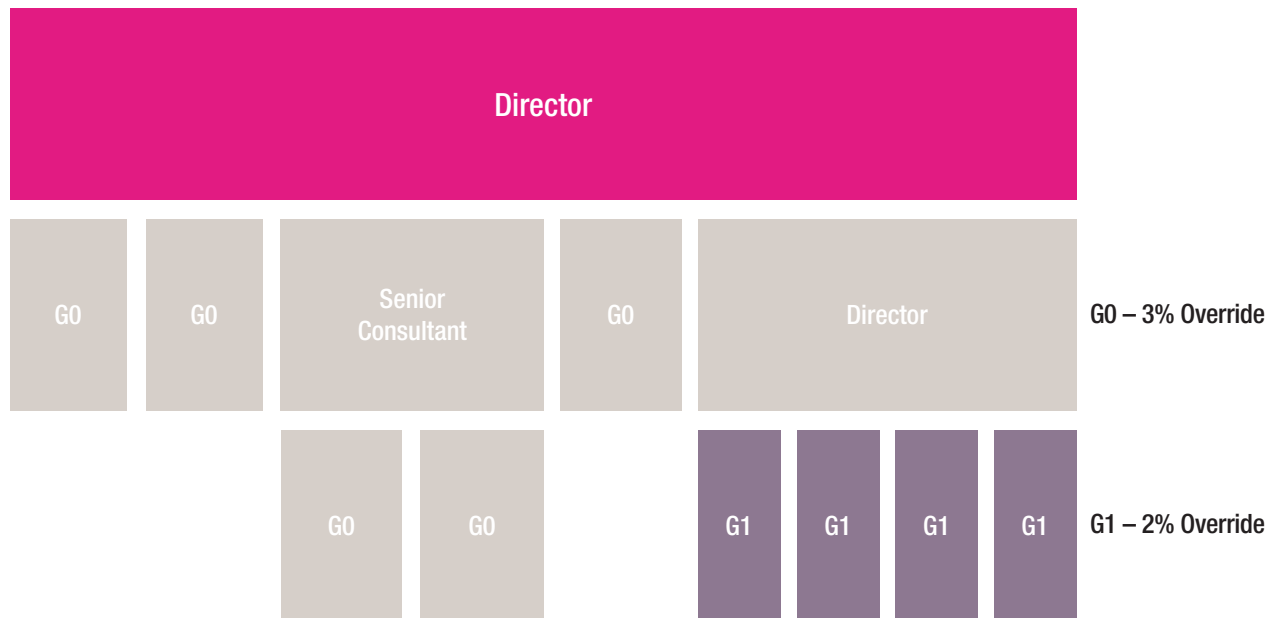 Director
G0
G0
Senior
Consultant
G0
Director
G0 – 3% Override
G0
G0
G1
G1
G1
G1
G1 – 2% Override